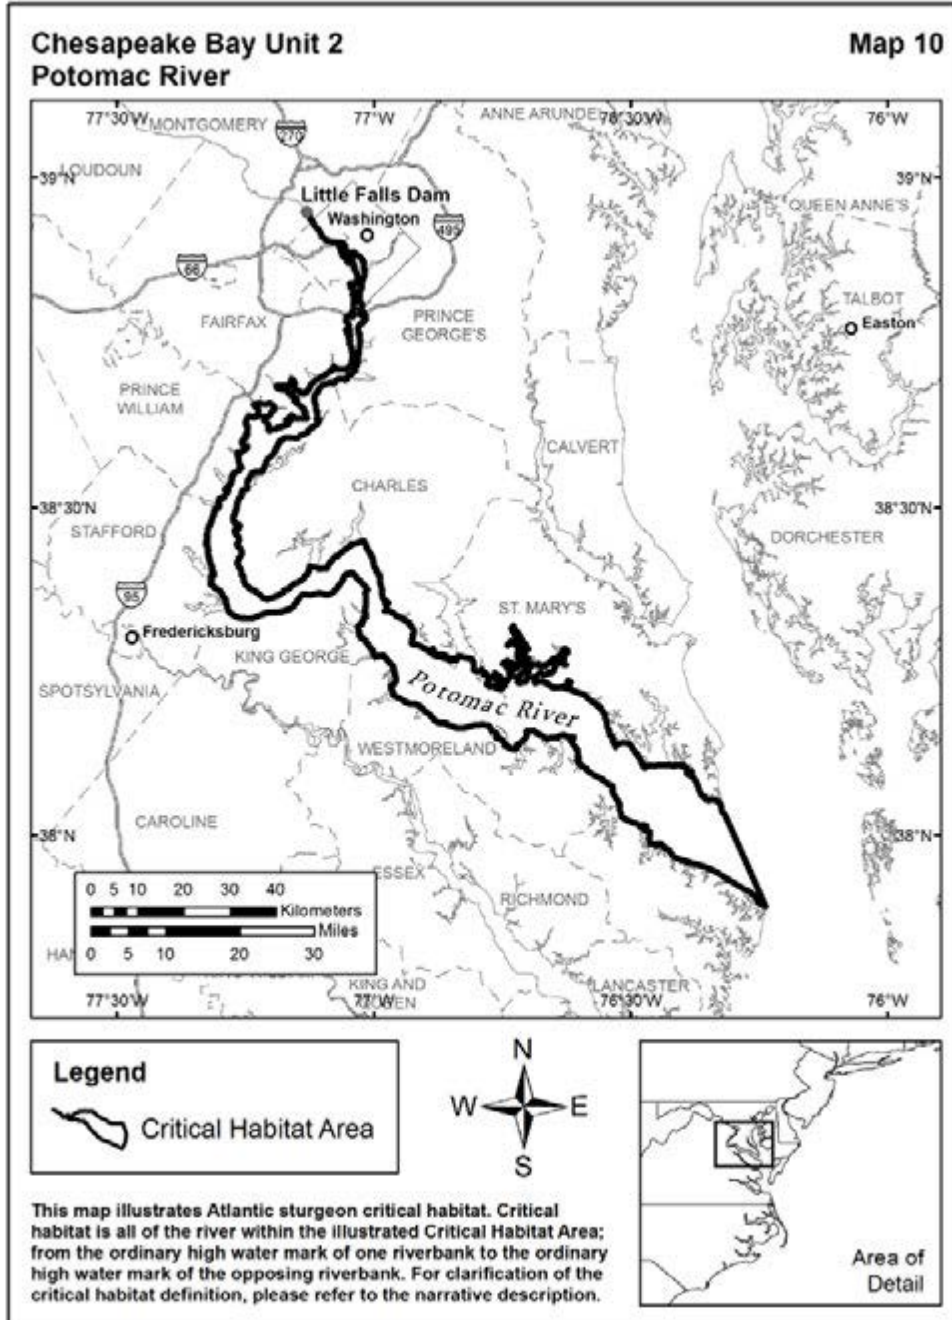 Chesapeake Bay Unit 2
Map 10
Potomac River
77°30'W
77°W
76°30'W
76°W
MONTGOMERY
270
ANNE ARUNDEL
LOUDOUN
39°N
39°N
Little Falls Dam
Washington
495
QUEEN ANNE'S
66
FAIRFAX
PRINCE
GEORGE'S
TALBOT
Easton
PRINCE
WILLIAM
CALVERT
CHARLES
38°30'N
38°30'N
STAFFORD
DORCHESTER
95
ST. MARY'S
Fredericksburg
KING GEORGE
SPOTSYLVANIA
Potomac River
WESTMORELAND
38°N
38°N
CAROLINE
ESSEX
RICHMOND
0 5 10 20 30 40
Kilometers
Miles
0 5 10 20 30
HAN
KING AND
QUEEN
LANCASTER
77°30'W
77°W
76°30'W
76°W
Legend
Critical Habitat Area
N
W E
S
This map illustrates Atlantic sturgeon critical habitat. Critical
habitat is all of the river within the illustrated Critical Habitat Area;
from the ordinary high water mark of one riverbank to the ordinary
high water mark of the opposing riverbank. For clarification of the
critical habitat definition, please refer to the narrative description.
Area of
Detail